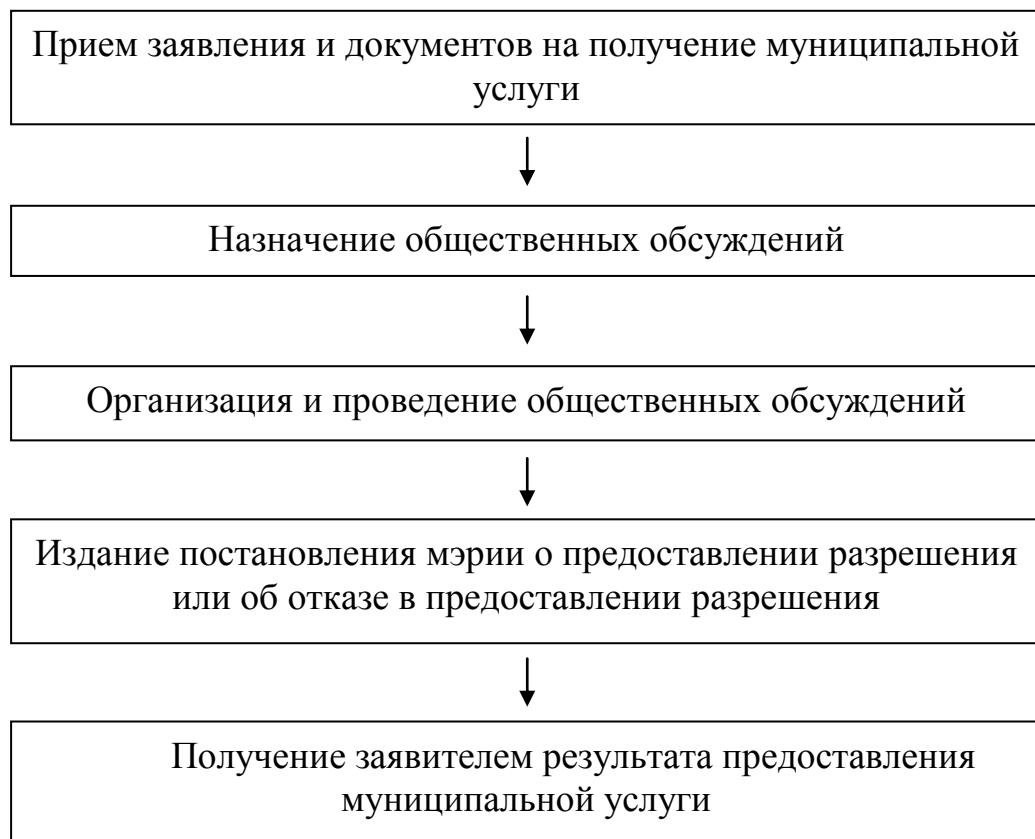 Прием заявления и документов на получение муниципальной
услуги
Назначение общественных обсуждений
Организация и проведение общественных обсуждений
Издание постановления мэрии о предоставлении разрешения
или об отказе в предоставлении разрешения
Получение заявителем результата предоставления
муниципальной услуги